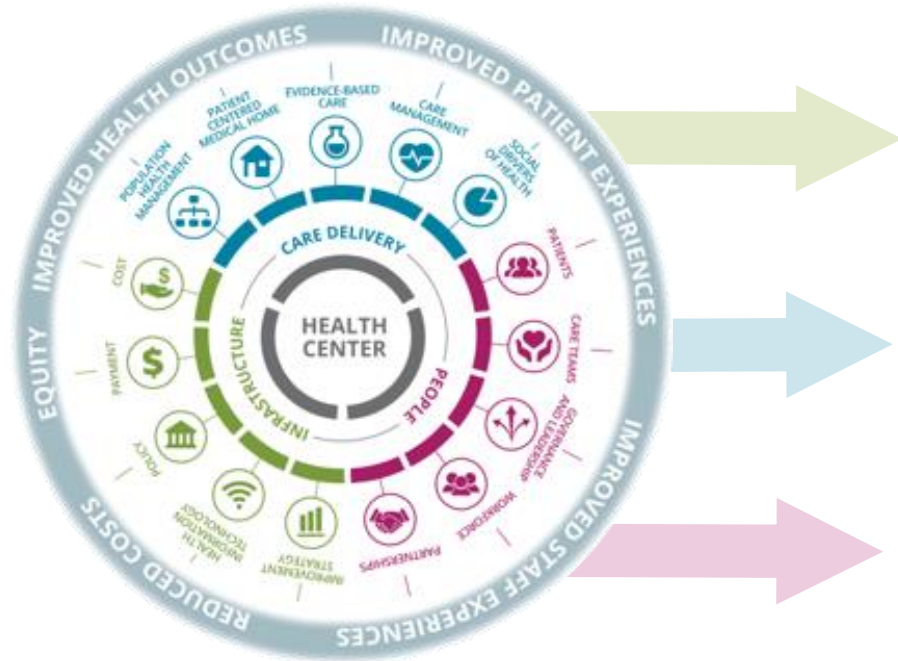 IMPROVED HEALTH OUTCOMES
IMPROVED PATIENT EXPERIENCES
IMPROVED STAFF EXPERIENCES
REDUCED COSTS
EQUITY
HEALTH
CENTER
CARE DELIVERY
POPULATION
HEALTH
MANAGEMENT
PATIENT
CENTERED
MEDICAL HOME
EVIDENCE-BASED
CARE
CARE
MANAGEMENT
SOCIAL
DRIVERS
OF HEALTH
PEOPLE
PATIENTS
CARE TEAMS
GOVERNANCE
AND LEADERSHIP
WORKFORCE
PARTNERSHIPS
INFRASTRUCTURE
IMPROVEMENT
STRATEGY
HEALTH
INFORMATION
TECHNOLOGY
POLICY
PAYMENT
COST
$
$